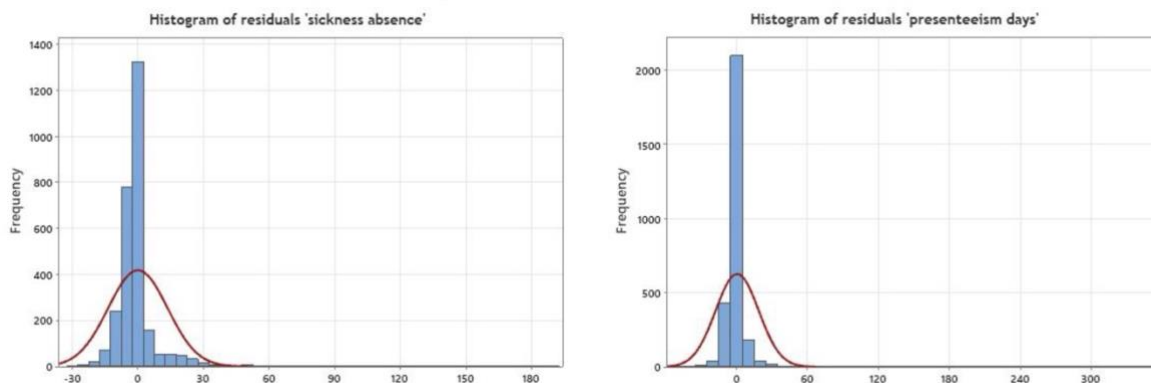 Histogram of residuals 'sickness absence'
1400
1200
1000
800
600
400
200
0
Frequency
-30 0 30 60 90 120 150 180
Histogram of residuals 'presenteeism days'
2000
1500
1000
500
0
Frequency
0 60 120 180 240 300